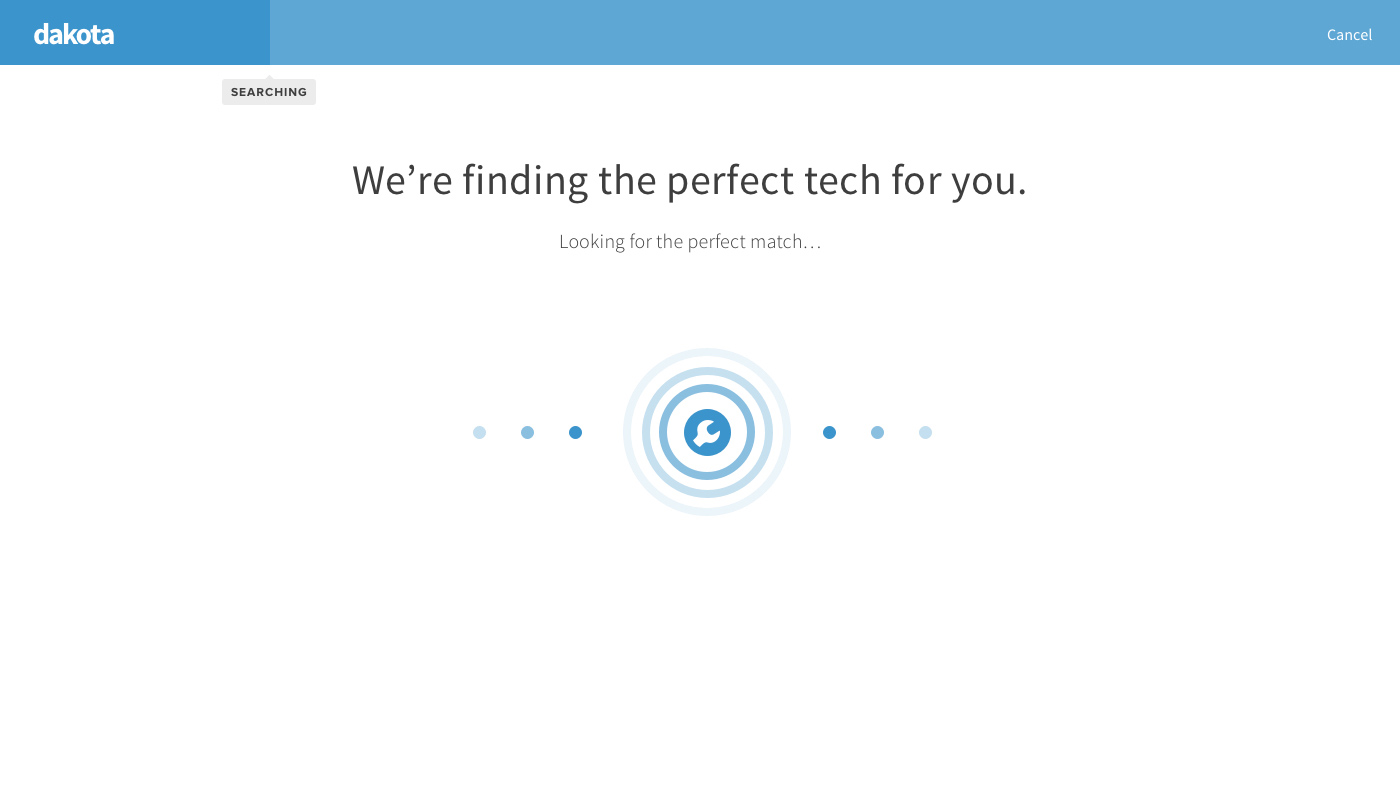 dakota
Cancel
SEARCHING
We’re finding the perfect tech for you.
Looking for the perfect match…